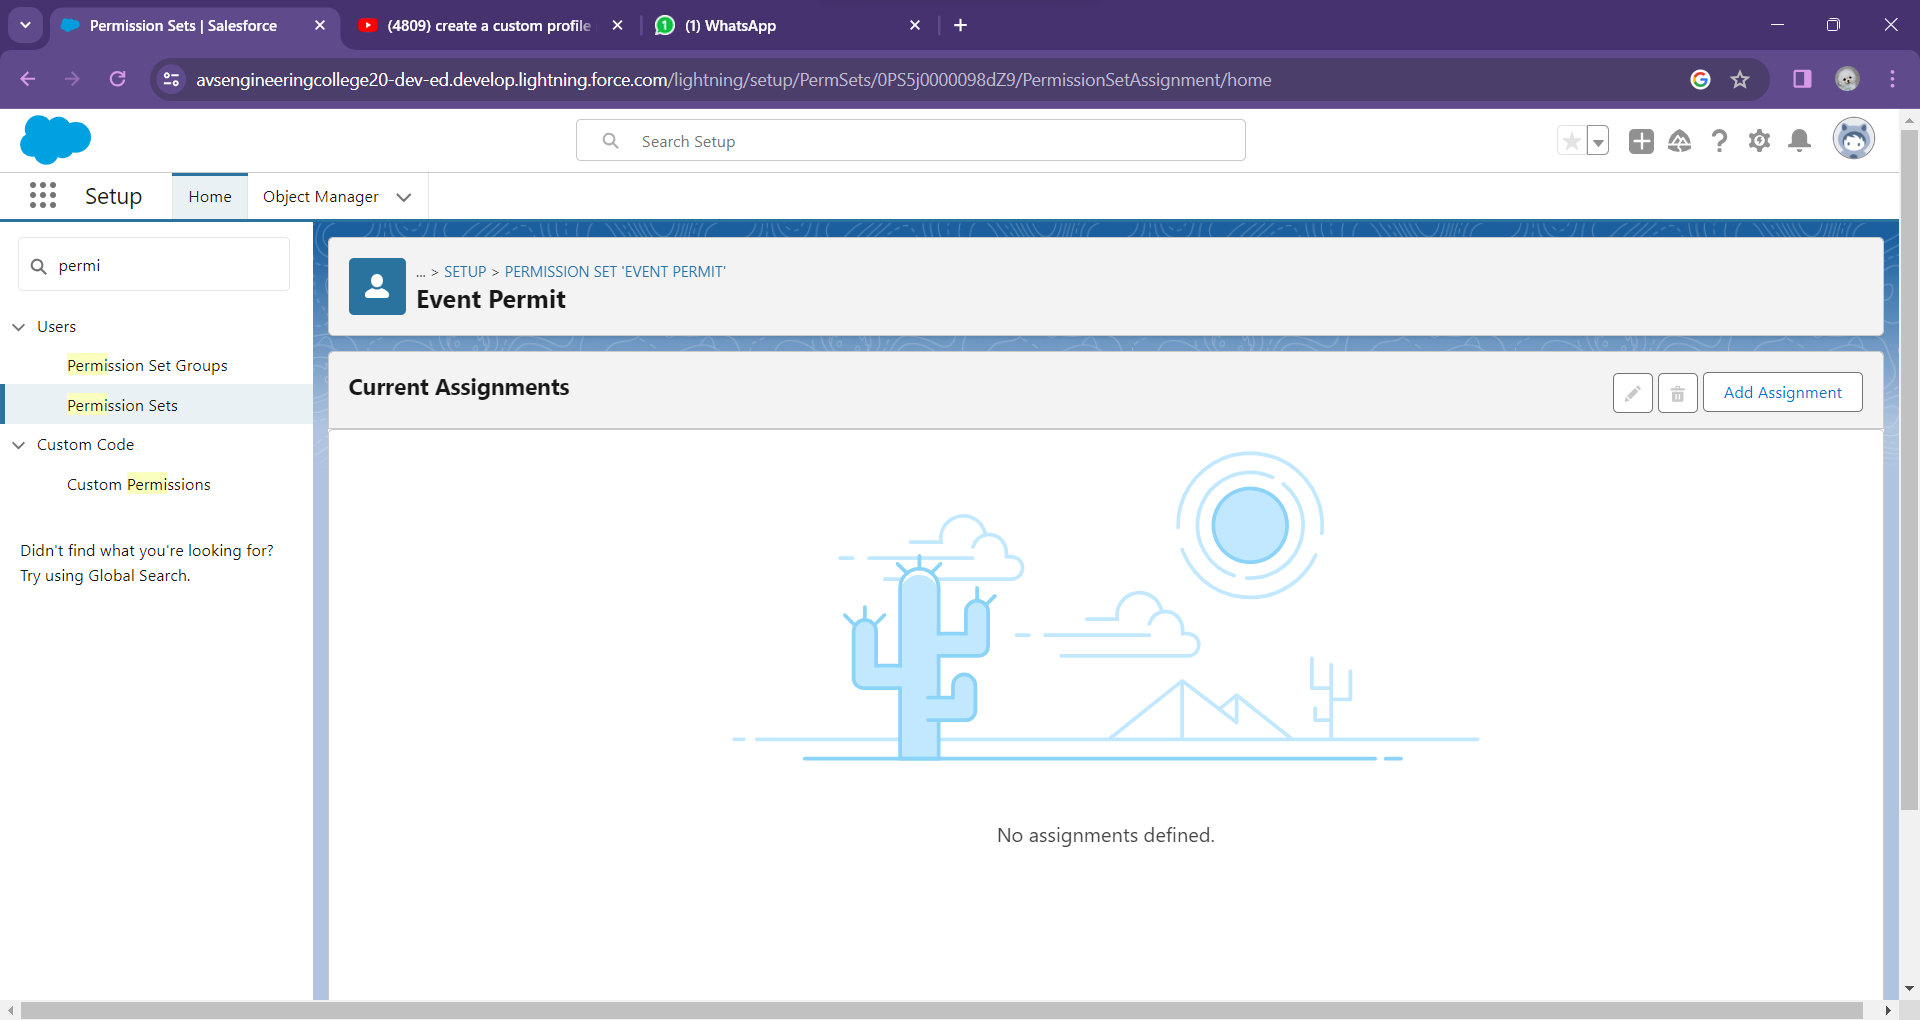 Permission Sets | Salesforce
(4809) create a custom profile
1
(1) WhatsApp
avsengineeringcollege20-dev-ed.develop.lightning.force.com/lightning/setup/PermSets/0PS5j0000098dZ9/PermissionSetAssignment/home
Search Setup
Setup
Home
Object Manager
permi
... > SETUP > PERMISSION SET 'EVENT PERMIT'
Event Permit
Users
Permission Set Groups
Permission Sets
Custom Code
Custom Permissions
Didn't find what you're looking for?
Try using Global Search.
Current Assignments
Add Assignment
No assignments defined.